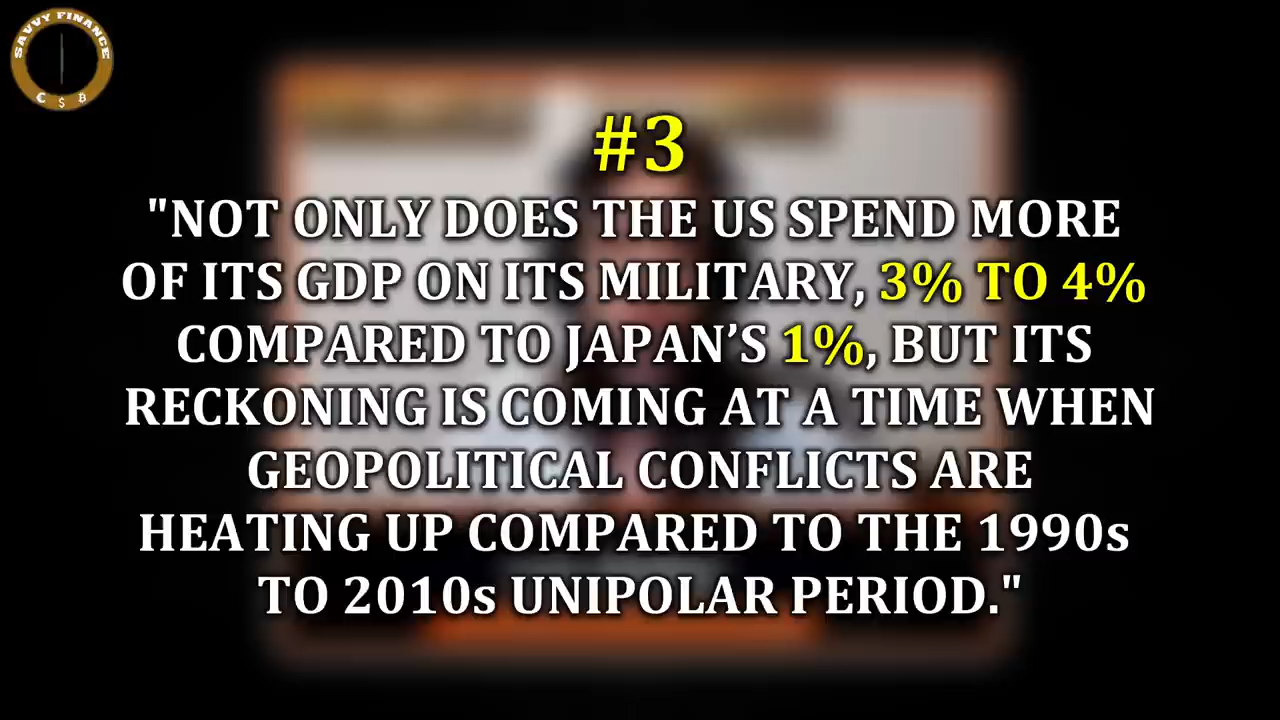 SAVVY FINANCE
€ $ ₿
#3
"NOT ONLY DOES THE US SPEND MORE
OF ITS GDP ON ITS MILITARY, 3% TO 4%
COMPARED TO JAPAN’S 1%, BUT ITS
RECKONING IS COMING AT A TIME WHEN
GEOPOLITICAL CONFLICTS ARE
HEATING UP COMPARED TO THE 1990s
TO 2010s UNIPOLAR PERIOD."